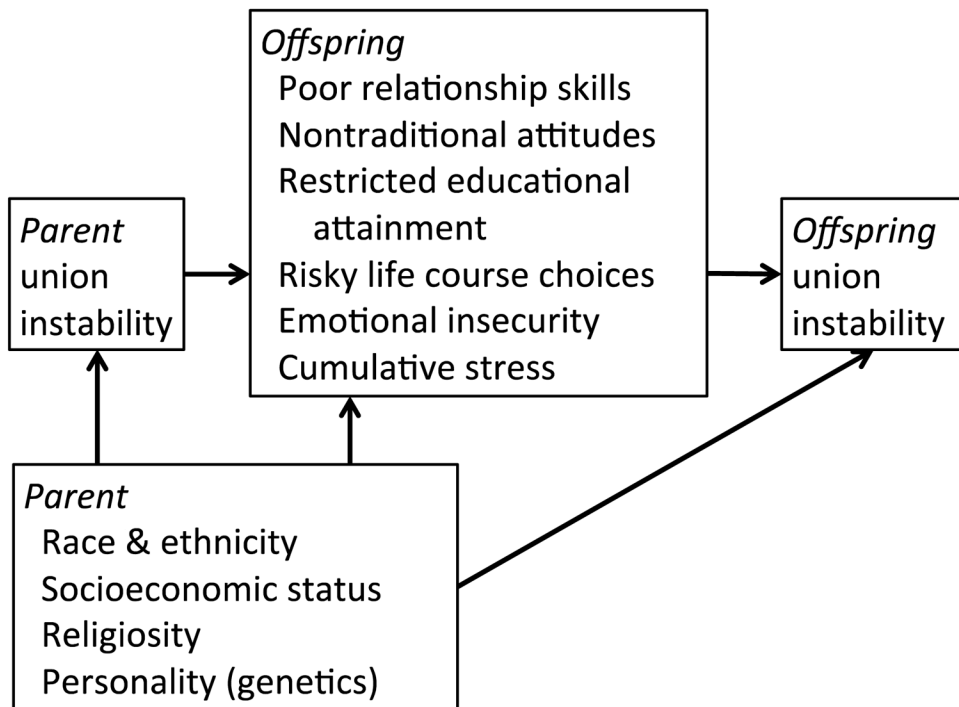 Offspring
Poor relationship skills
Nontraditional attitudes
Restricted educational
attainment
Risky life course choices
Emotional insecurity
Cumulative stress
Parent
union
instability
Offspring
union
instability
Parent
Race & ethnicity
Socioeconomic status
Religiosity
Personality (genetics)